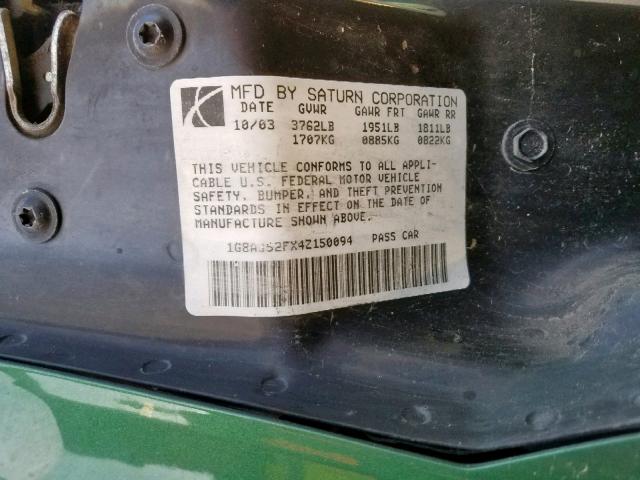 MFD BY SATURN CORPORATION
DATE GVWR GAWR FRT GAWR RR
10/03 3762LB 1951LB 1811LB
1707KG 0885KG 0822KG
THIS VEHICLE CONFORMS TO ALL APPLI-
CABLE U.S. FEDERAL MOTOR VEHICLE
SAFETY, BUMPER, AND THEFT PREVENTION
STANDARDS IN EFFECT ON THE DATE OF
MANUFACTURE SHOWN ABOVE.
PASS CAR